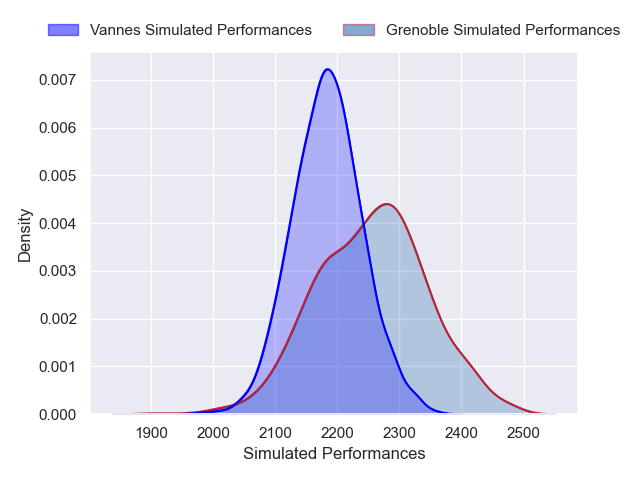 Vannes Simulated Performances Grenoble Simulated Performances
0.007
0.006
0.005
0.004
0.003
0.002
0.001
0.000
Density
1900 2000 2100 2200 2300 2400 2500
Simulated Performances